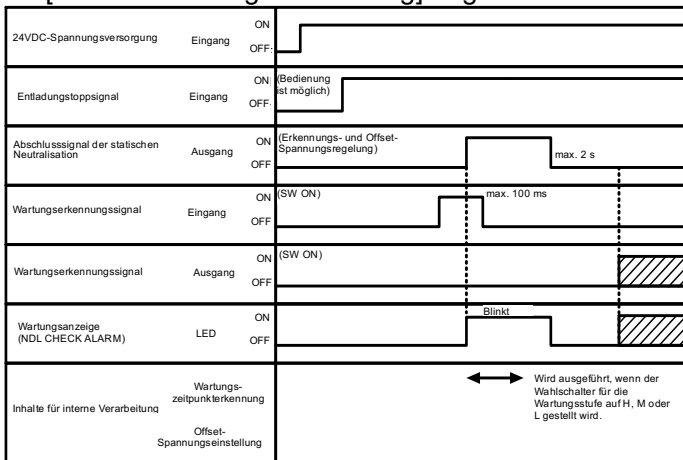 24VDC-Spannungsversorgung
Eingang
ON
OFF
Entladungstoppsignal
Eingang
ON
OFF
(Bedienung
ist möglich)
Abschlusssignal der statischen
Neutralisation
Ausgang
ON
OFF
(Erkennungs- und Offset-
Spannungsregelung)
max. 2 s
Wartungserkennungssignal
Eingang
ON
OFF
(SW ON)
max. 100 ms
Wartungserkennungssignal
Ausgang
ON
OFF
(SW ON)
Wartungsanzeige
(NDL CHECK ALARM)
LED
ON
OFF
Blinkt
Inhalte für interne Verarbeitung
Wartungs-
zeitpunkterkennung
Offset-
Spannungseinstellung
Wird ausgeführt, wenn der
Wahlschalter für die
Wartungsstufe auf H, M oder
L gestellt wird.